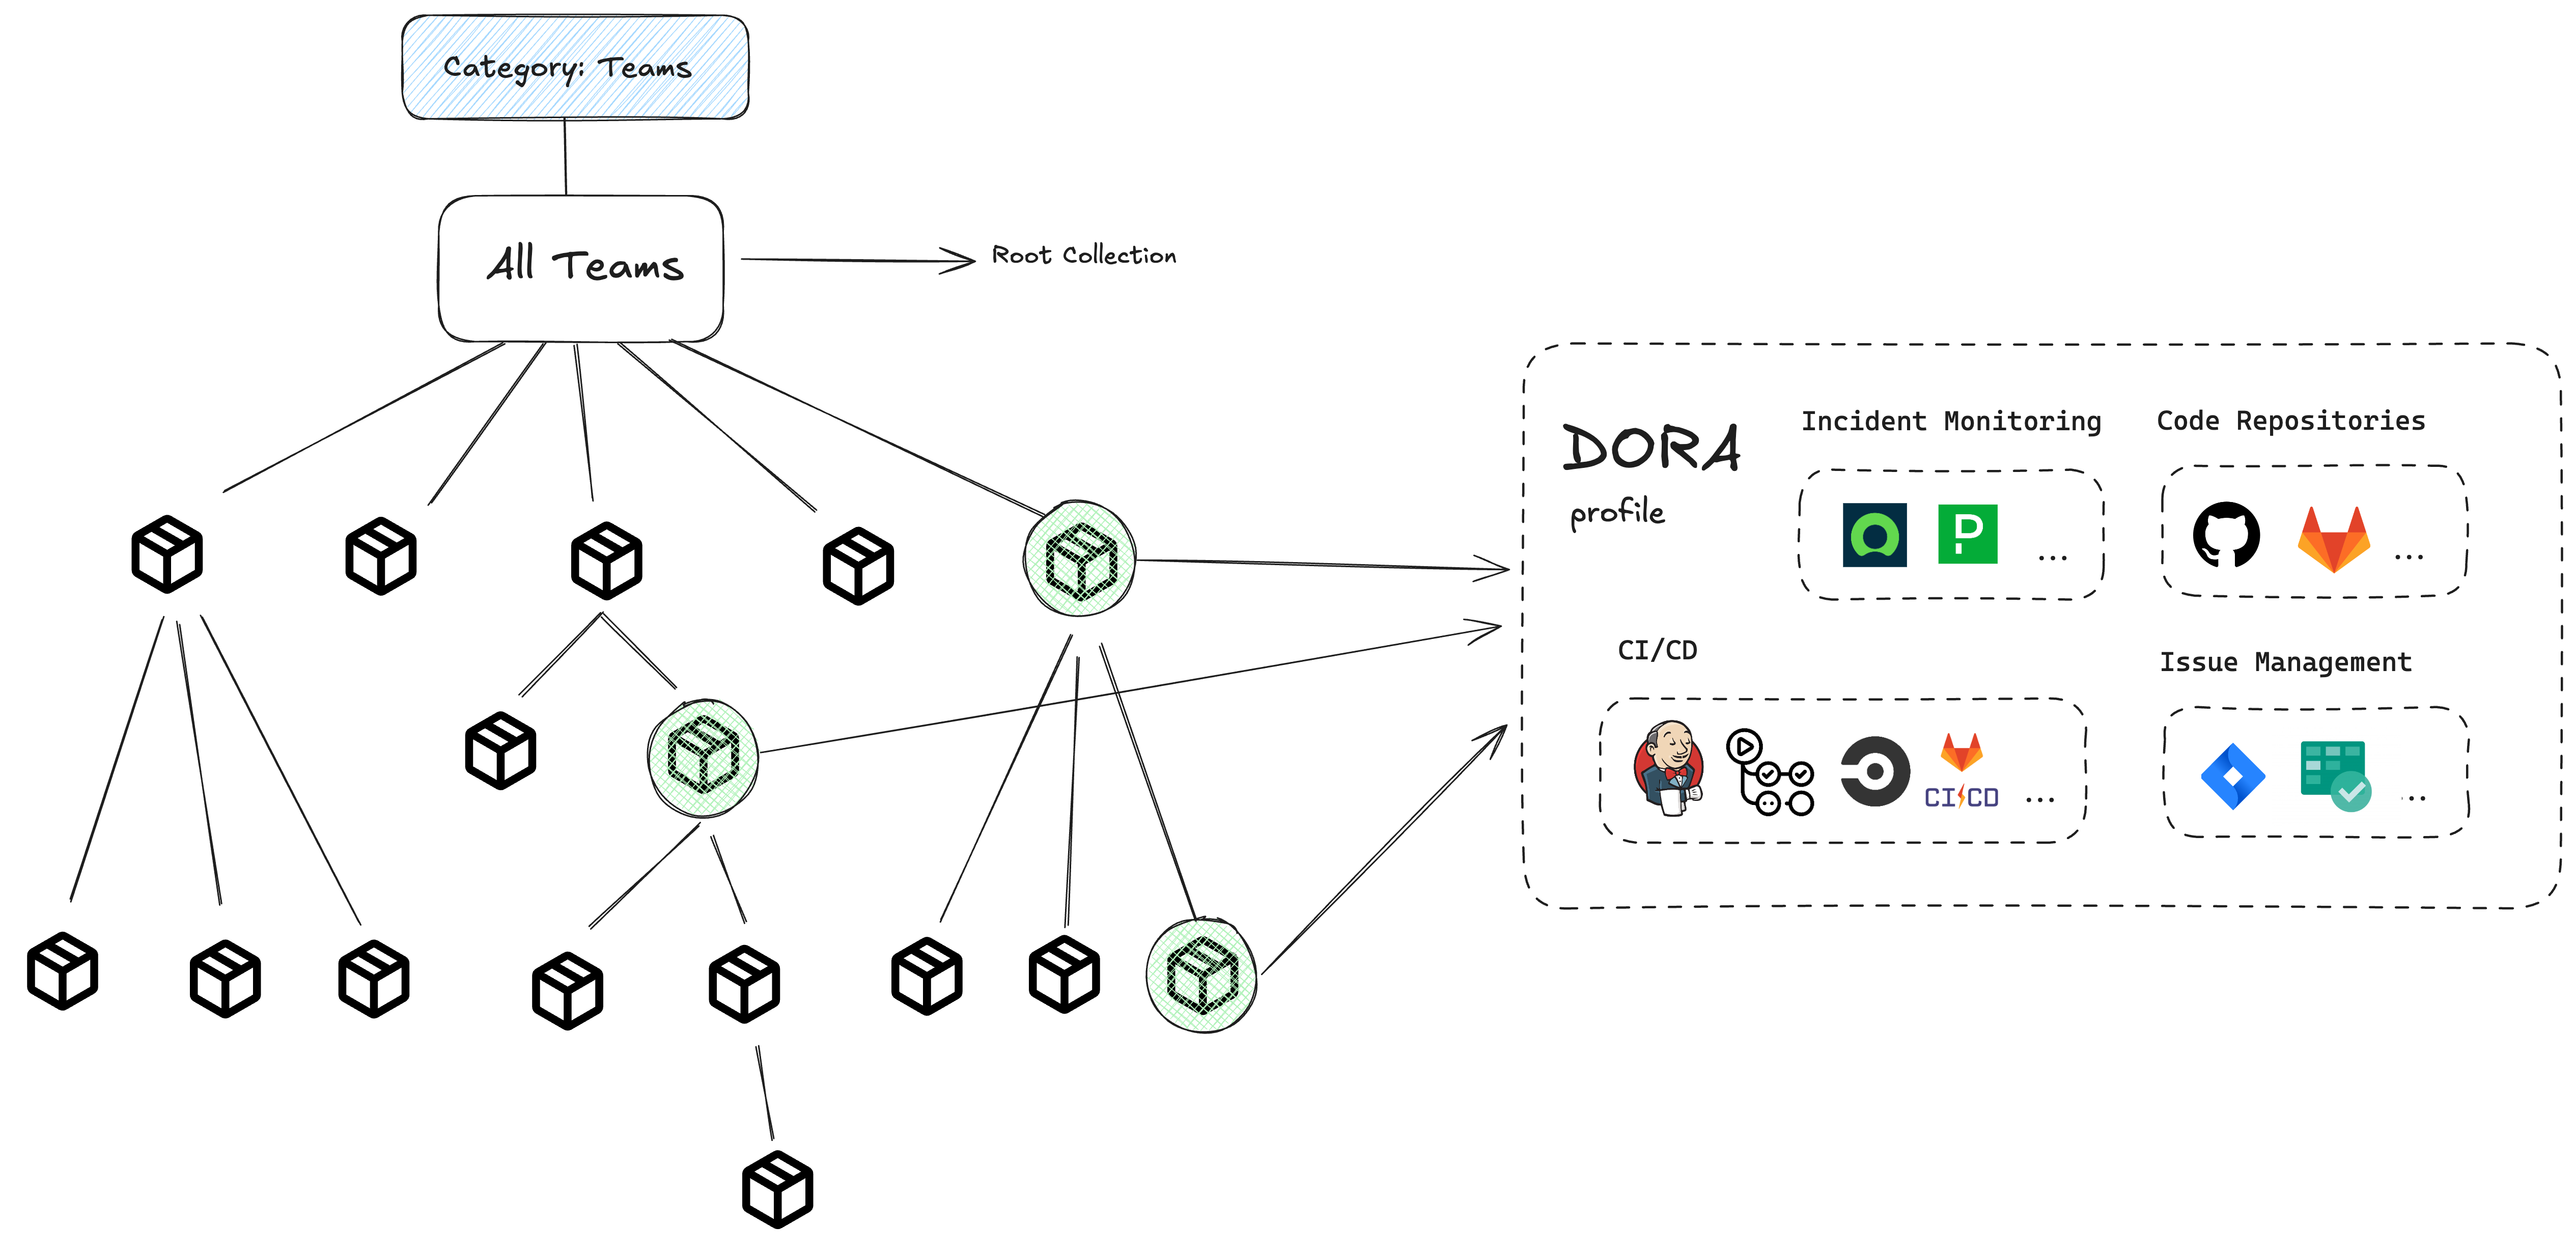 Category: Teams
All Teams
Root Collection
DORA
profile
Incident Monitoring
Code Repositories
P
...
...
CI/CD
Issue Management
CI CD
...
...